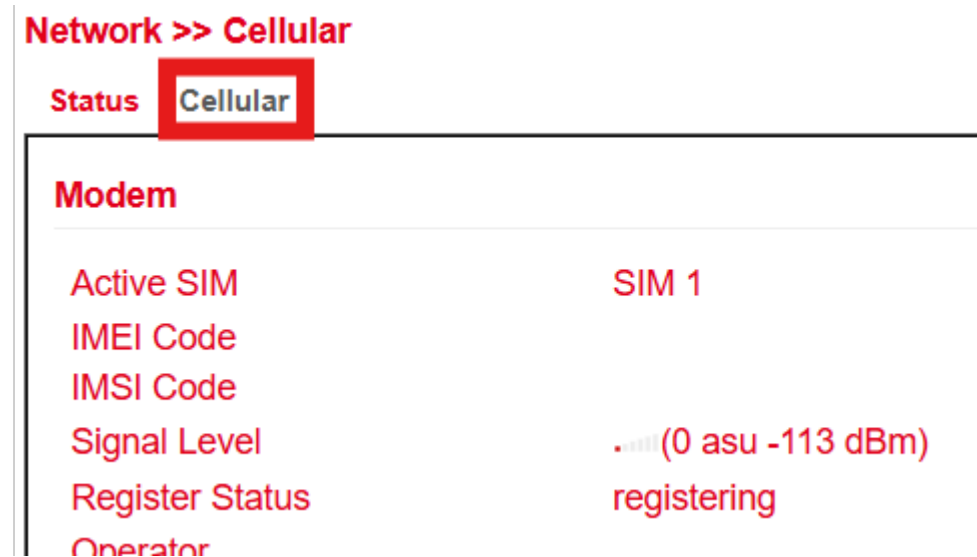 Network >> Cellular
Status Cellular
Modem
Active SIM SIM 1
IMEI Code
IMSI Code
Signal Level (0 asu -113 dBm)
Register Status registering
Operator